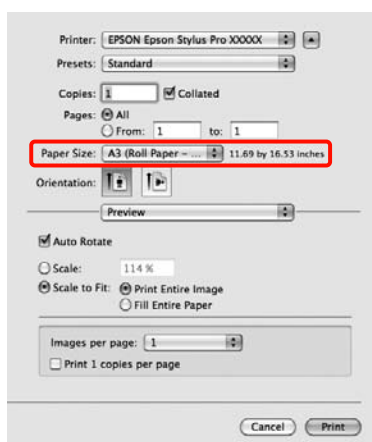 Printer: EPSON Epson Stylus Pro XXXXX
Presets: Standard
Copies: 1 Collated
Pages: All
From: 1 to: 1
Paper Size: A3 (Roll Paper – ... 11.69 by 16.53 inches
Orientation:
Preview
Auto Rotate
Scale: 114 %
Scale to Fit: Print Entire Image
Fill Entire Paper
Images per page: 1
Print 1 copies per page
Cancel Print